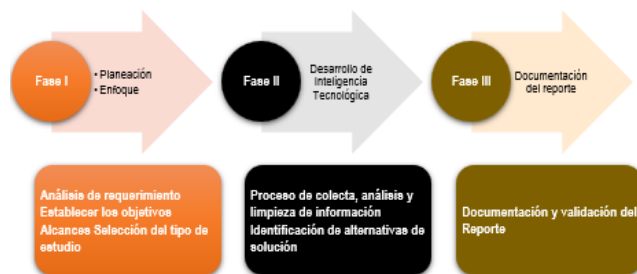 Fase I
• Planeación
• Enfoque
Fase II
Desarrollo de
Inteligencia
Tecnológica
Fase III
Documentación
del reporte
Análisis de requerimiento
Establecer los objetivos
Alcances Selección del tipo de
estudio
Proceso de colecta, análisis y
limpieza de información
Identificación de alternativas de
solución
Documentación y validación del
Reporte